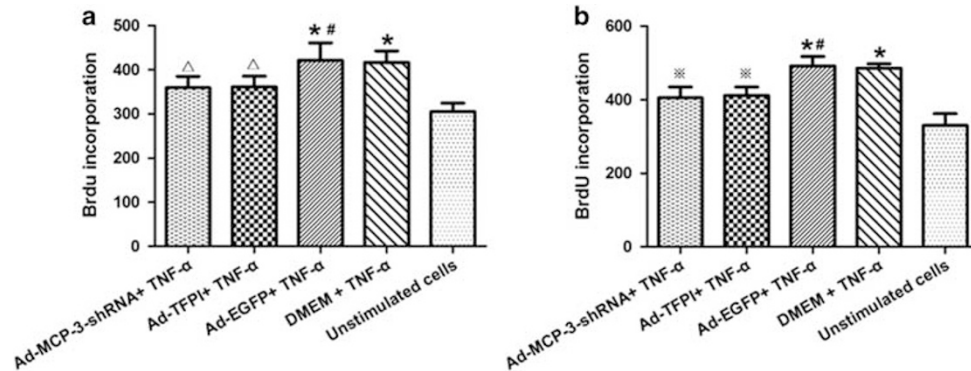 a
Brdu incorporation
500
400
300
200
100
0
△
△
* #
*
Ad-MCP-3-shRNA+ TNF-α
Ad-TFPI+ TNF-α
Ad-EGFP+ TNF-α
DMEM + TNF-α
Unstimulated cells
b
BrdU incorporation
600
400
200
0
※
※
*#
*
Ad-MCP-3-shRNA+ TNF-α
Ad-TFPI+ TNF-α
Ad-EGFP+ TNF-α
DMEM + TNF-α
Unstimulated cells